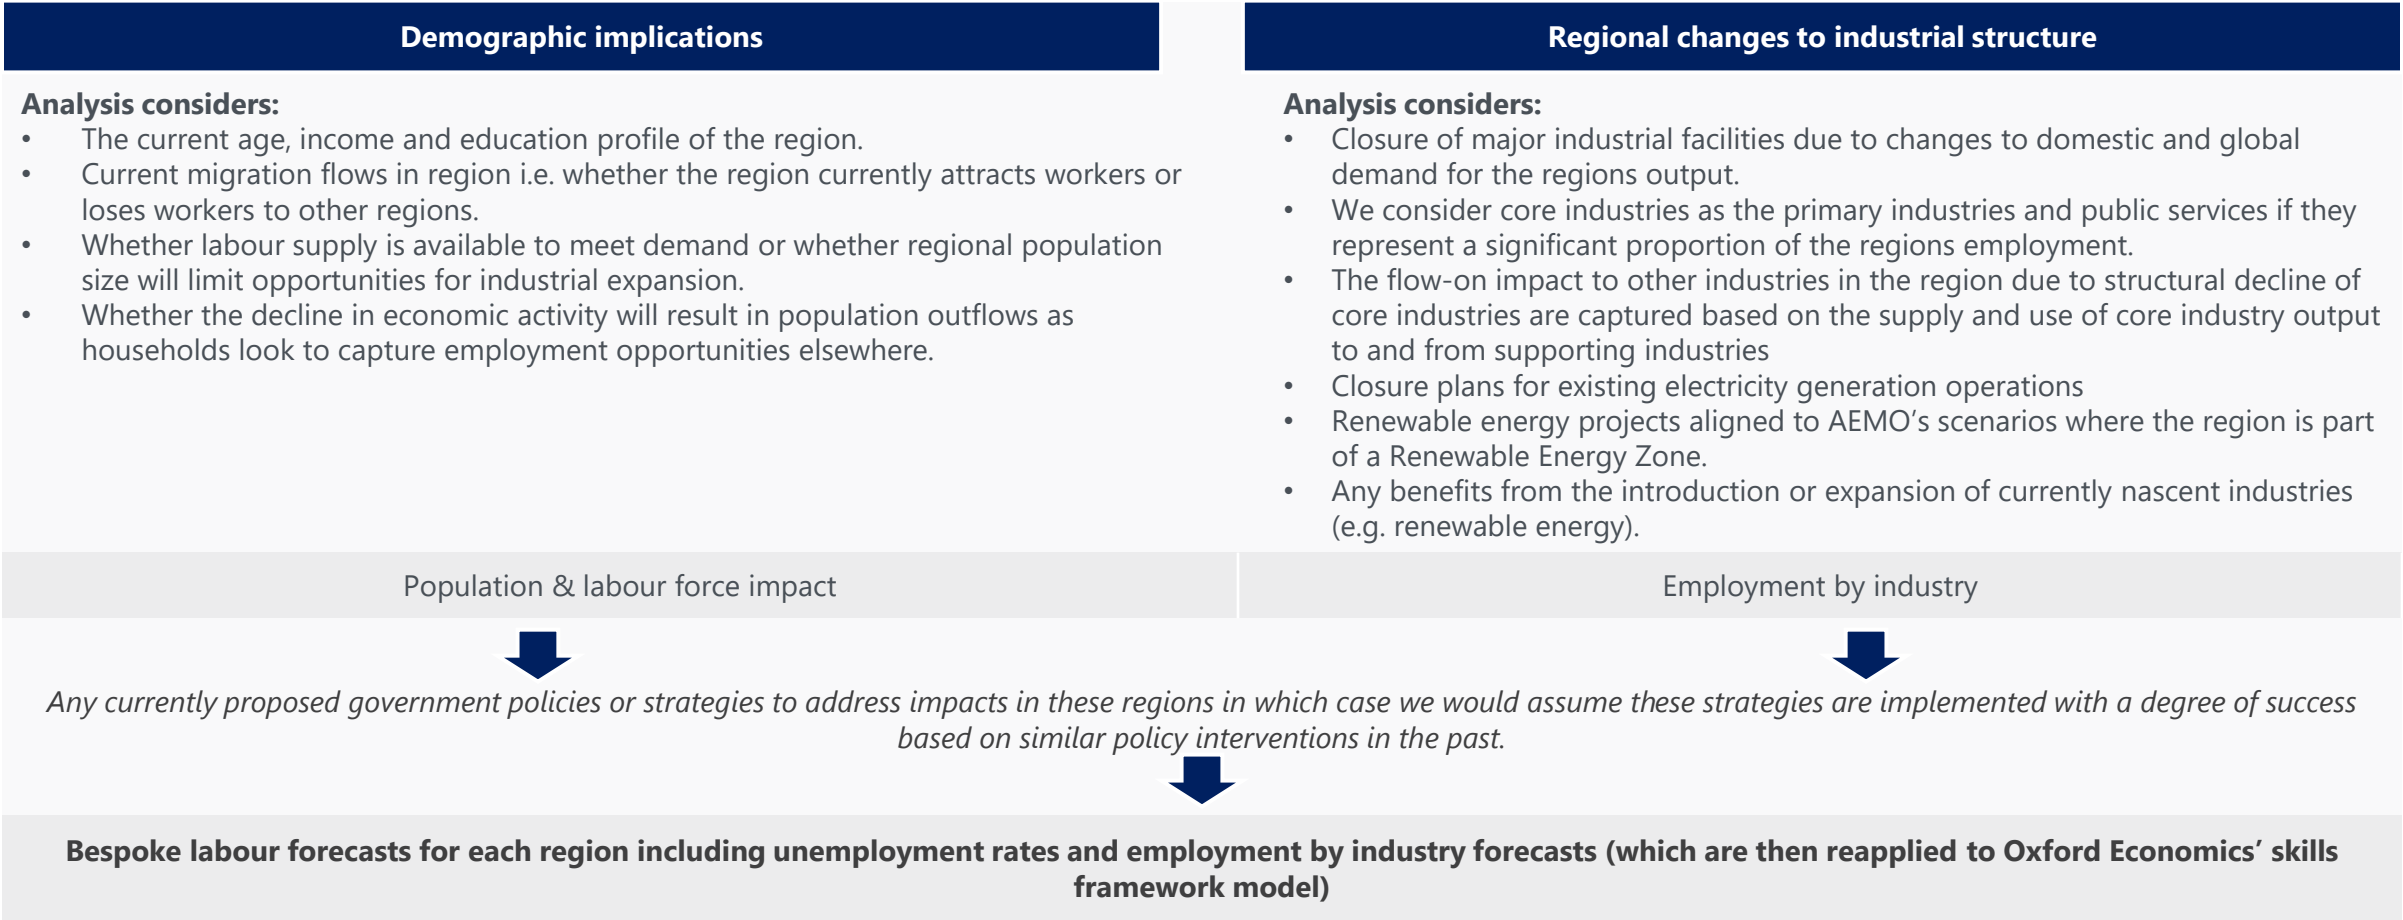 Demographic implications
Analysis considers:
• The current age, income and education profile of the region.
• Current migration flows in region i.e. whether the region currently attracts workers or
loses workers to other regions.
• Whether labour supply is available to meet demand or whether regional population
size will limit opportunities for industrial expansion.
• Whether the decline in economic activity will result in population outflows as
households look to capture employment opportunities elsewhere.
Population & labour force impact
Regional changes to industrial structure
Analysis considers:
• Closure of major industrial facilities due to changes to domestic and global
demand for the regions output.
• We consider core industries as the primary industries and public services if they
represent a significant proportion of the regions employment.
• The flow-on impact to other industries in the region due to structural decline of
core industries are captured based on the supply and use of core industry output
to and from supporting industries
• Closure plans for existing electricity generation operations
• Renewable energy projects aligned to AEMO’s scenarios where the region is part
of a Renewable Energy Zone.
• Any benefits from the introduction or expansion of currently nascent industries
(e.g. renewable energy).
Employment by industry
Any currently proposed government policies or strategies to address impacts in these regions in which case we would assume these strategies are implemented with a degree of success
based on similar policy interventions in the past.
Bespoke labour forecasts for each region including unemployment rates and employment by industry forecasts (which are then reapplied to Oxford Economics’ skills
framework model)